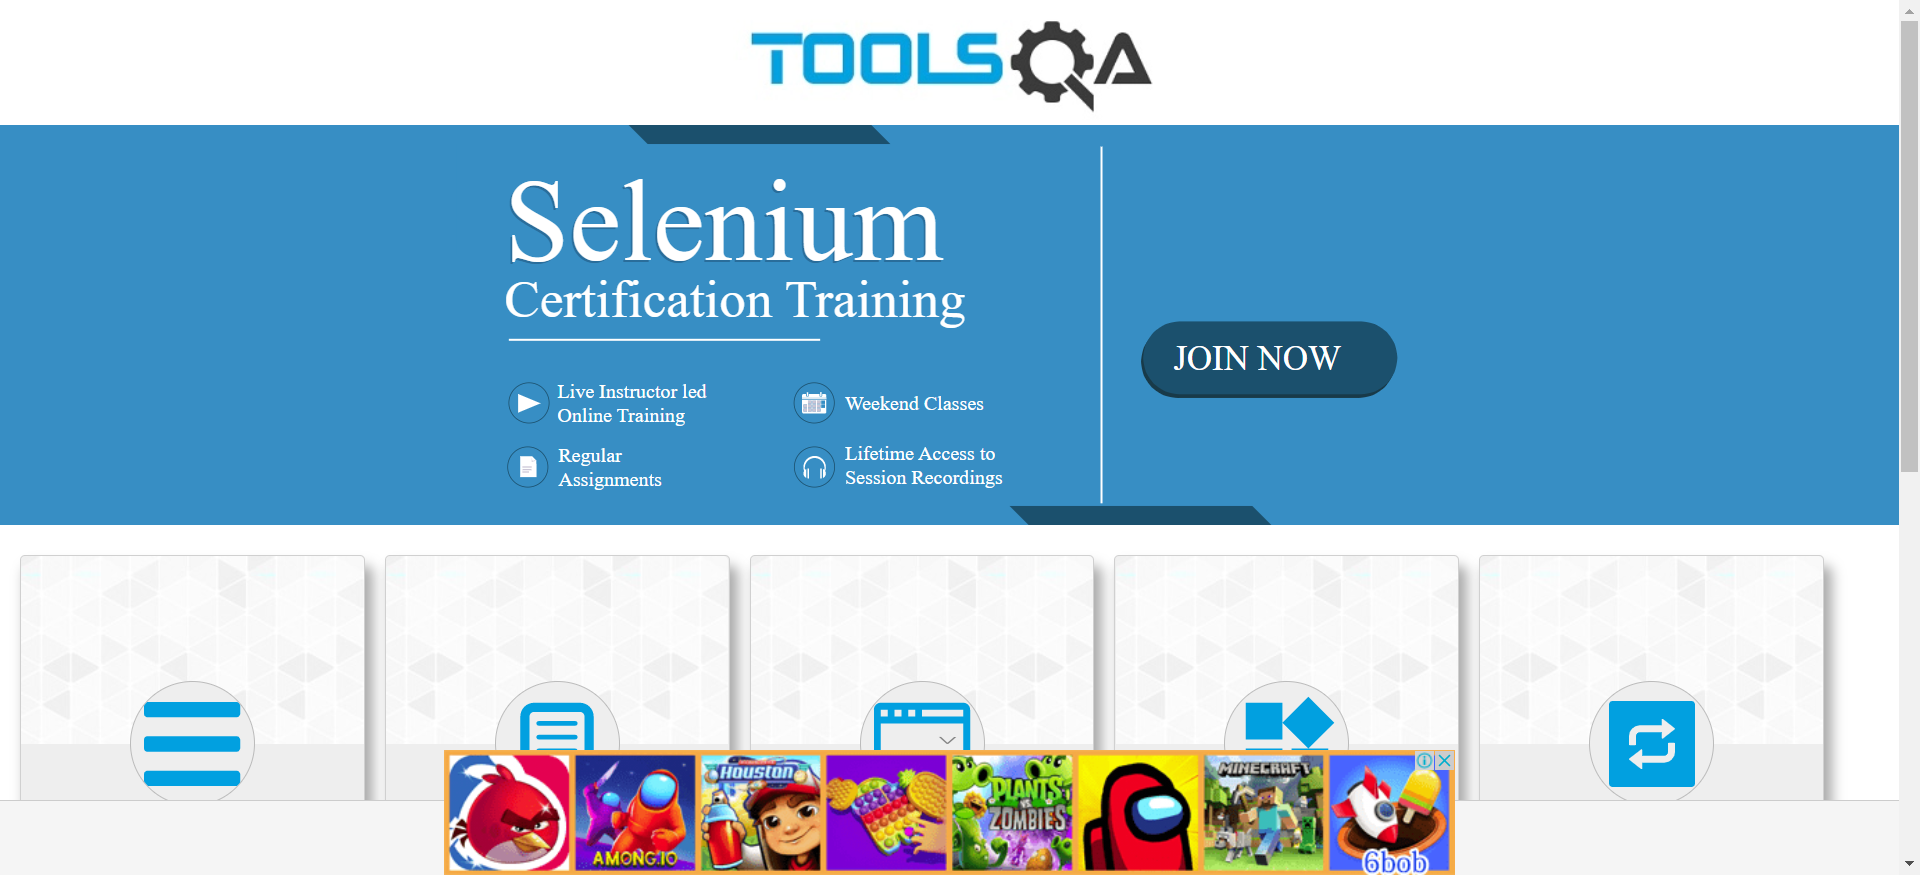 TOOLSQA
Selenium
Certification Training
JOIN NOW
Live Instructor led
Online Training
Weekend Classes
Regular
Assignments
Lifetime Access to
Session Recordings
AMONG.IO
HOUSTON
PLANTS
VS
ZOMBIES
MINECRAFT
6bob